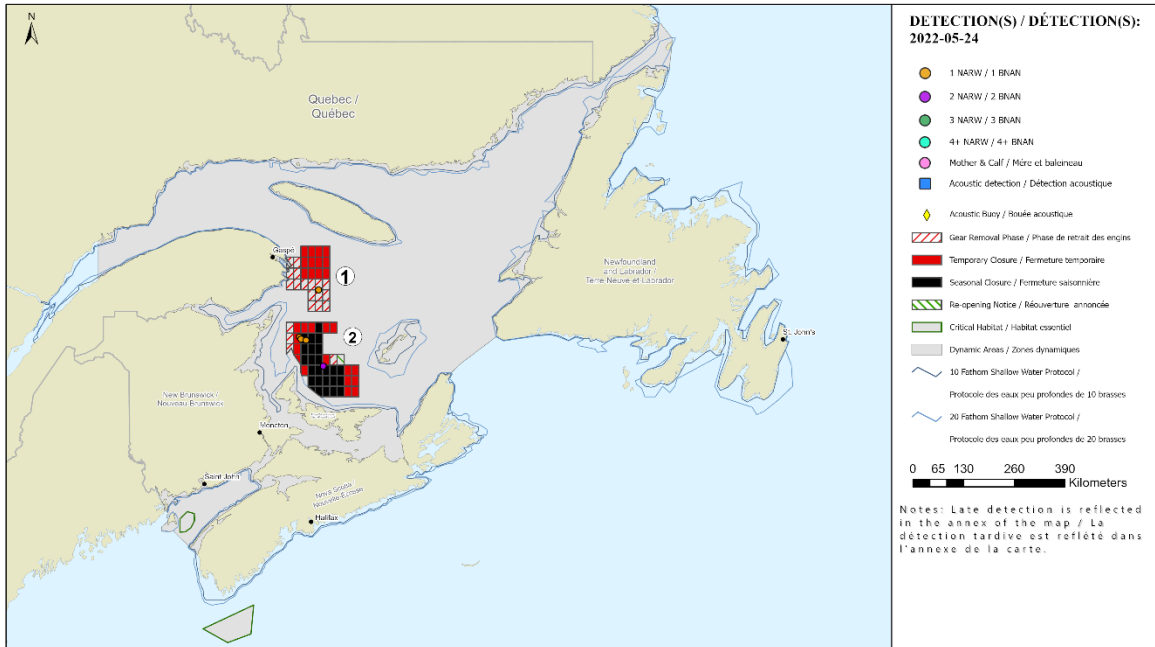 N
Quebec /
Québec
Gaspé
1
2
Newfoundland
and Labrador /
Terre-Neuve-et-Labrador
St. John's
New Brunswick /
Nouveau-Brunswick
Moncton
Saint John
Nova Scotia /
Nouvelle-Écosse
Halifax
DETECTION(S) / DÉTECTION(S):
2022-05-24
1 NARW / 1 BNAN
2 NARW / 2 BNAN
3 NARW / 3 BNAN
4+ NARW / 4+ BNAN
Mother & Calf / Mère et baleineau
Acoustic detection / Détection acoustique
Acoustic Buoy / Bouée acoustique
Gear Removal Phase / Phase de retrait des engins
Temporary Closure / Fermeture temporaire
Seasonal Closure / Fermeture saisonnière
Re-opening Notice / Réouverture annoncée
Critical Habitat / Habitat essentiel
Dynamic Areas / Zones dynamiques
10 Fathom Shallow Water Protocol /
Protocole des eaux peu profondes de 10 brasses
20 Fathom Shallow Water Protocol /
Protocole des eaux peu profondes de 20 brasses
0 65 130 260 390
Kilometers
Notes: Late detection is reflected
in the annex of the map / La
détection tardive est reflété dans
l'annexe de la carte.